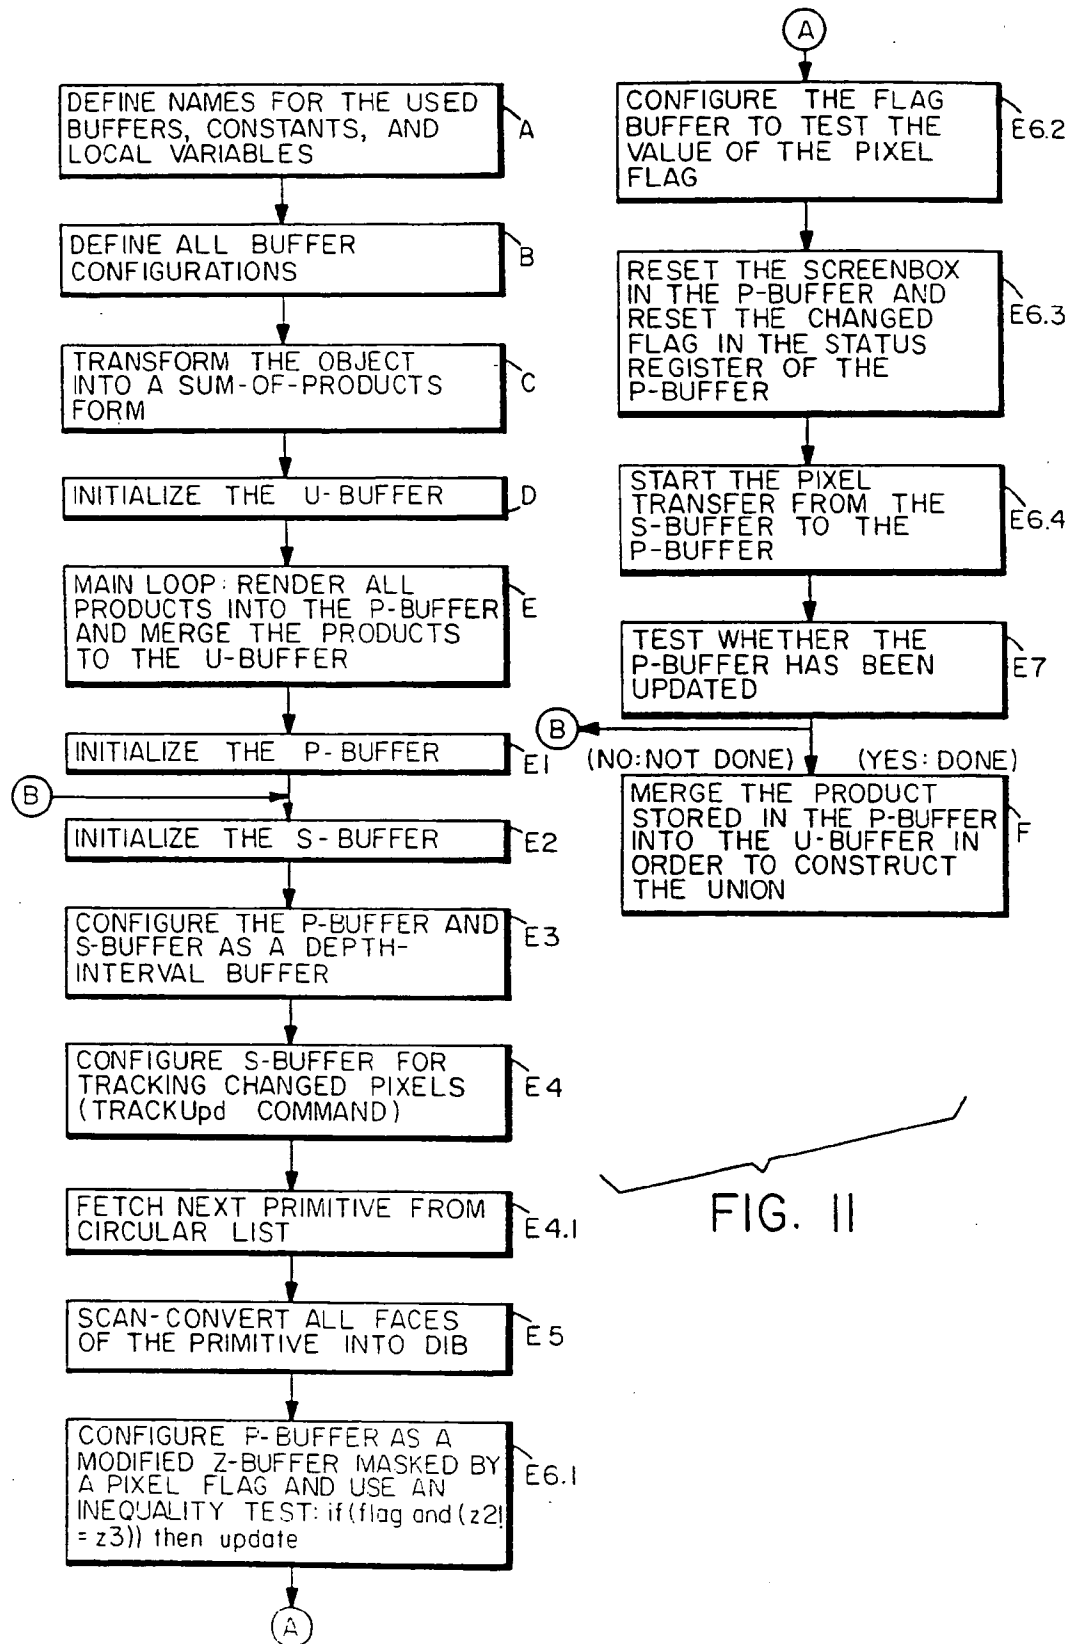 DEFINE NAMES FOR THE USED
BUFFERS, CONSTANTS, AND
LOCAL VARIABLES
A
DEFINE ALL BUFFER
CONFIGURATIONS
B
TRANSFORM THE OBJECT
INTO A SUM-OF-PRODUCTS
FORM
C
INITIALIZE THE U-BUFFER
D
MAIN LOOP: RENDER ALL
PRODUCTS INTO THE P-BUFFER
AND MERGE THE PRODUCTS
TO THE U-BUFFER
E
INITIALIZE THE P-BUFFER
E1
B
INITIALIZE THE S-BUFFER
E2
CONFIGURE THE P-BUFFER AND
S-BUFFER AS A DEPTH-
INTERVAL BUFFER
E3
CONFIGURE S-BUFFER FOR
TRACKING CHANGED PIXELS
(TRACKUpd COMMAND)
E4
FETCH NEXT PRIMITIVE FROM
CIRCULAR LIST
E4.1
SCAN-CONVERT ALL FACES
OF THE PRIMITIVE INTO DIB
E5
CONFIGURE P-BUFFER AS A
MODIFIED Z-BUFFER MASKED BY
A PIXEL FLAG AND USE AN
INEQUALITY TEST: if (flag and (z2!
= z3)) then update
E6.1
A
A
CONFIGURE THE FLAG
BUFFER TO TEST THE
VALUE OF THE PIXEL
FLAG
E6.2
RESET THE SCREENBOX
IN THE P-BUFFER AND
RESET THE CHANGED
FLAG IN THE STATUS
REGISTER OF THE
P-BUFFER
E6.3
START THE PIXEL
TRANSFER FROM THE
S-BUFFER TO THE
P-BUFFER
E6.4
TEST WHETHER THE
P-BUFFER HAS BEEN
UPDATED
E7
B
(NO:NOT DONE) (YES: DONE)
MERGE THE PRODUCT
STORED IN THE P-BUFFER
INTO THE U-BUFFER IN
ORDER TO CONSTRUCT
THE UNION
F
FIG. 11